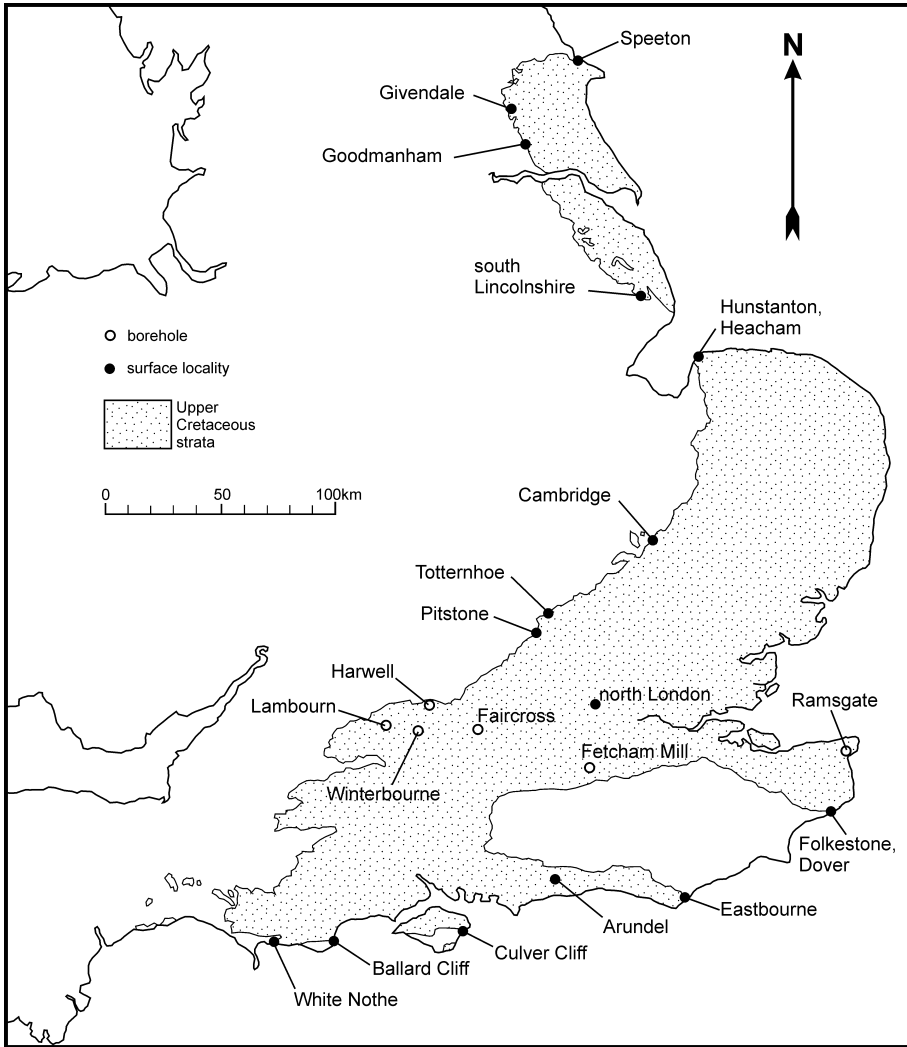 Speeton
N
Givendale
Goodmanham
south
Lincolnshire
Hunstanton,
Heacham
borehole
surface locality
Upper
Cretaceous
strata
0 50 100km
Cambridge
Totternhoe
Pitstone
Harwell
Lambourn
north London
Ramsgate
Faircross
Fetcham Mill
Winterbourne
Folkestone,
Dover
Eastbourne
Arundel
Culver Cliff
Ballard Cliff
White Nothe